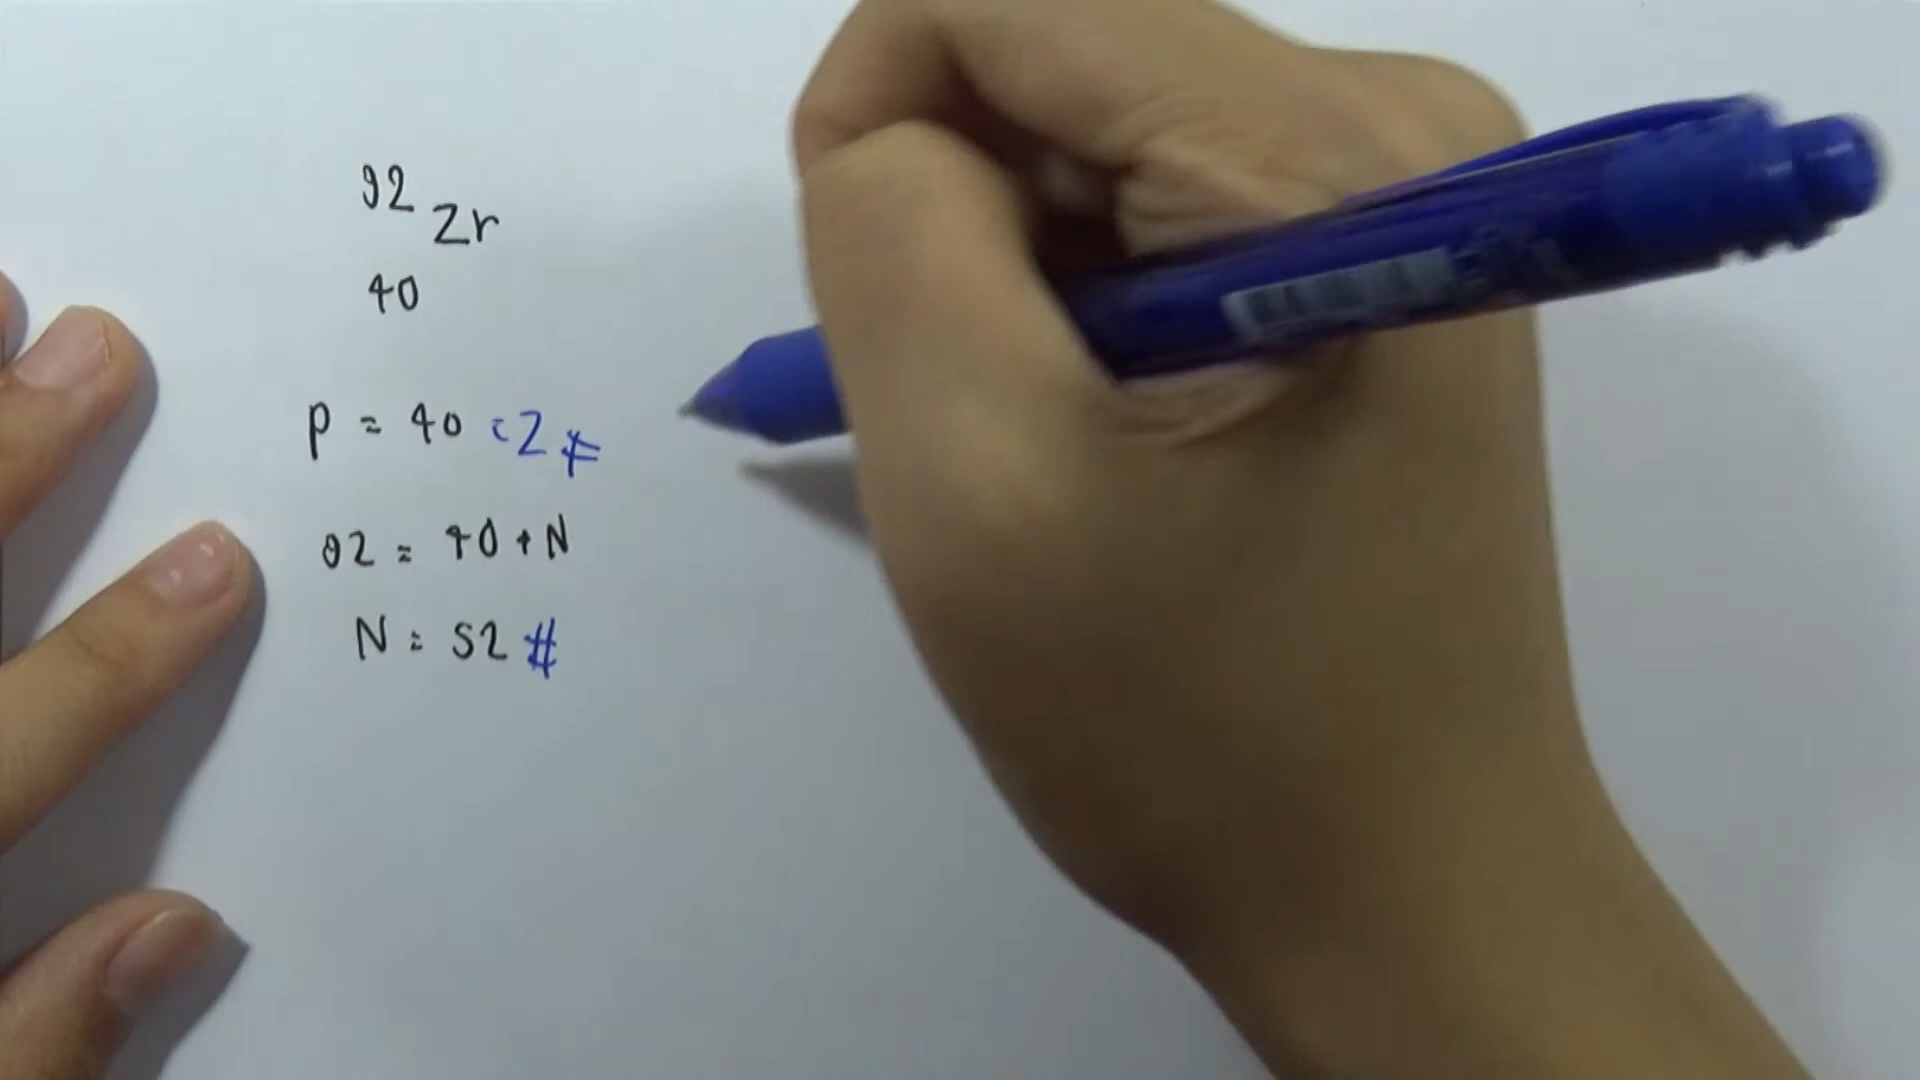 92
Zr
40
P = 40 = Z #
92 = 40 + N
N = 52 #